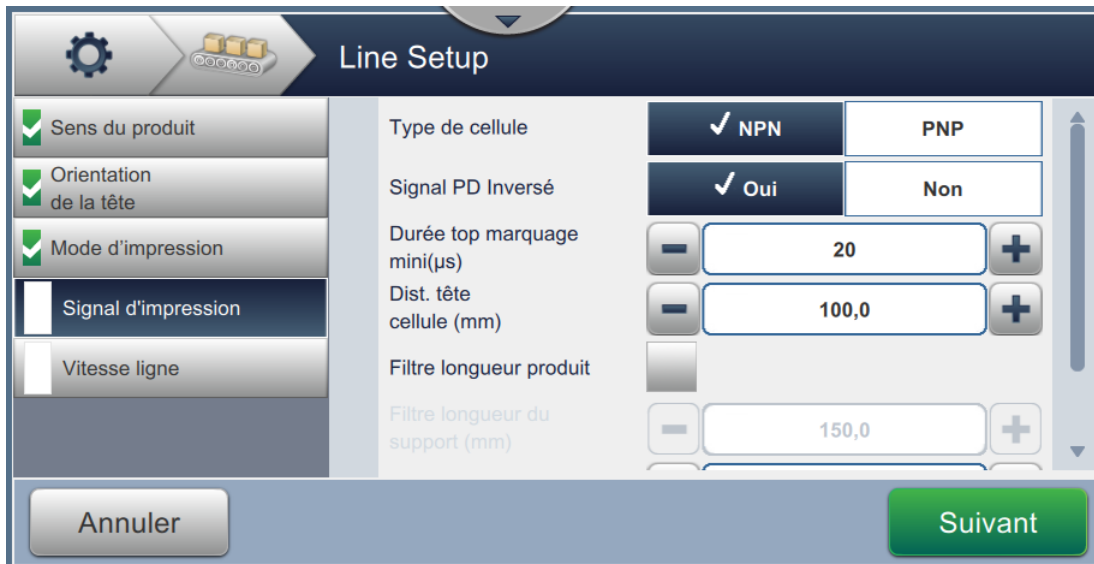 Line Setup
Sens du produit
Orientation
de la tête
Mode d’impression
Signal d'impression
Vitesse ligne
Type de cellule
NPN
PNP
Signal PD Inversé
Oui
Non
Durée top marquage
mini(µs)
20
Dist. tête
cellule (mm)
100,0
Filtre longueur produit
Filtre longueur du
support (mm)
150,0
Annuler
Suivant